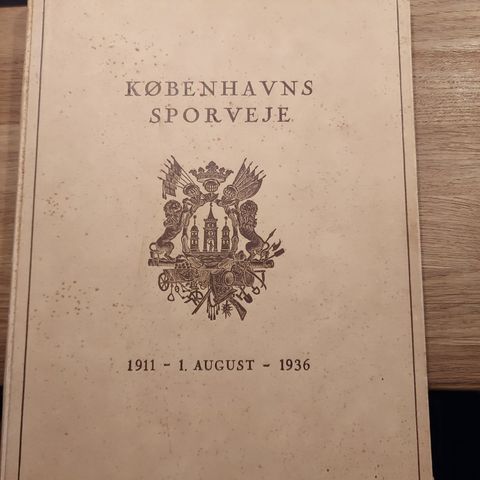 KØBENHAVNS
SPORVEJE
1911 - 1. AUGUST - 1936